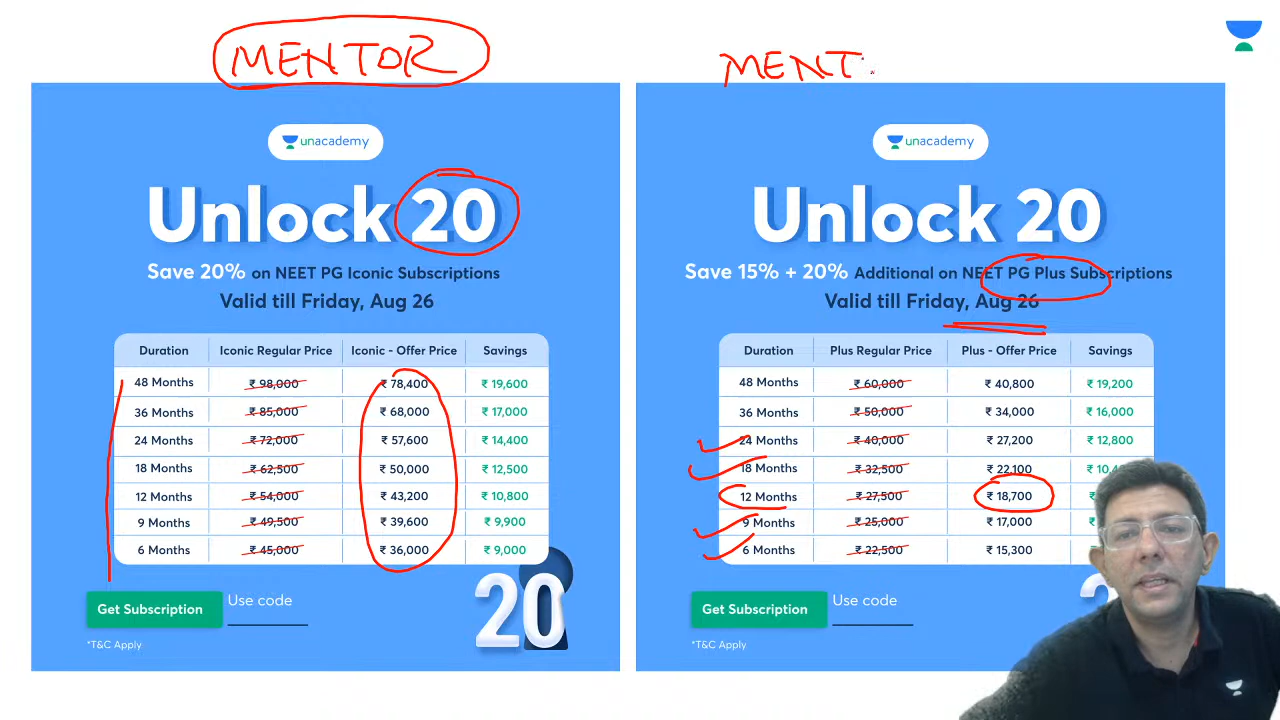 MENTOR
unacademy
Unlock 20
Save 20% on NEET PG Iconic Subscriptions
Valid till Friday, Aug 26
Duration Iconic Regular Price Iconic - Offer Price Savings
48 Months ₹ 98,000 ₹ 78,400 ₹ 19,600
36 Months ₹ 85,000 ₹ 68,000 ₹ 17,000
24 Months ₹ 72,000 ₹ 57,600 ₹ 14,400
18 Months ₹ 62,500 ₹ 50,000 ₹ 12,500
12 Months ₹ 54,000 ₹ 43,200 ₹ 10,800
9 Months ₹ 49,500 ₹ 39,600 ₹ 9,900
6 Months ₹ 45,000 ₹ 36,000 ₹ 9,000
Get Subscription Use code
20
*T&C Apply.
MENT
unacademy
Unlock 20
Save 15% + 20% Additional on NEET PG Plus Subscriptions
Valid till Friday, Aug 26
Duration Plus Regular Price Plus - Offer Price Savings
48 Months ₹ 60,000 ₹ 40,800 ₹ 19,200
36 Months ₹ 50,000 ₹ 34,000 ₹ 16,000
24 Months ₹ 40,000 ₹ 27,200 ₹ 12,800
18 Months ₹ 32,500 ₹ 22,100
12 Months ₹ 27,500 ₹ 18,700
9 Months ₹ 25,000 ₹ 17,000
6 Months ₹ 22,500 ₹ 15,300
Get Subscription Use code
*T&C Apply.